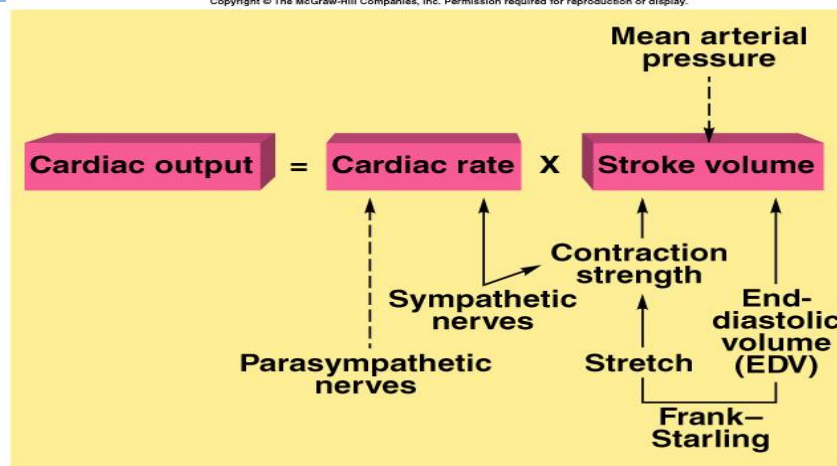 Copyright © The McGraw-Hill Companies, Inc. Permission required for reproduction or display.
Mean arterial
pressure
Cardiac output = Cardiac rate X Stroke volume
Contraction
strength
Sympathetic
nerves
End-
diastolic
volume
(EDV)
Parasympathetic
nerves
Stretch
Frank–
Starling